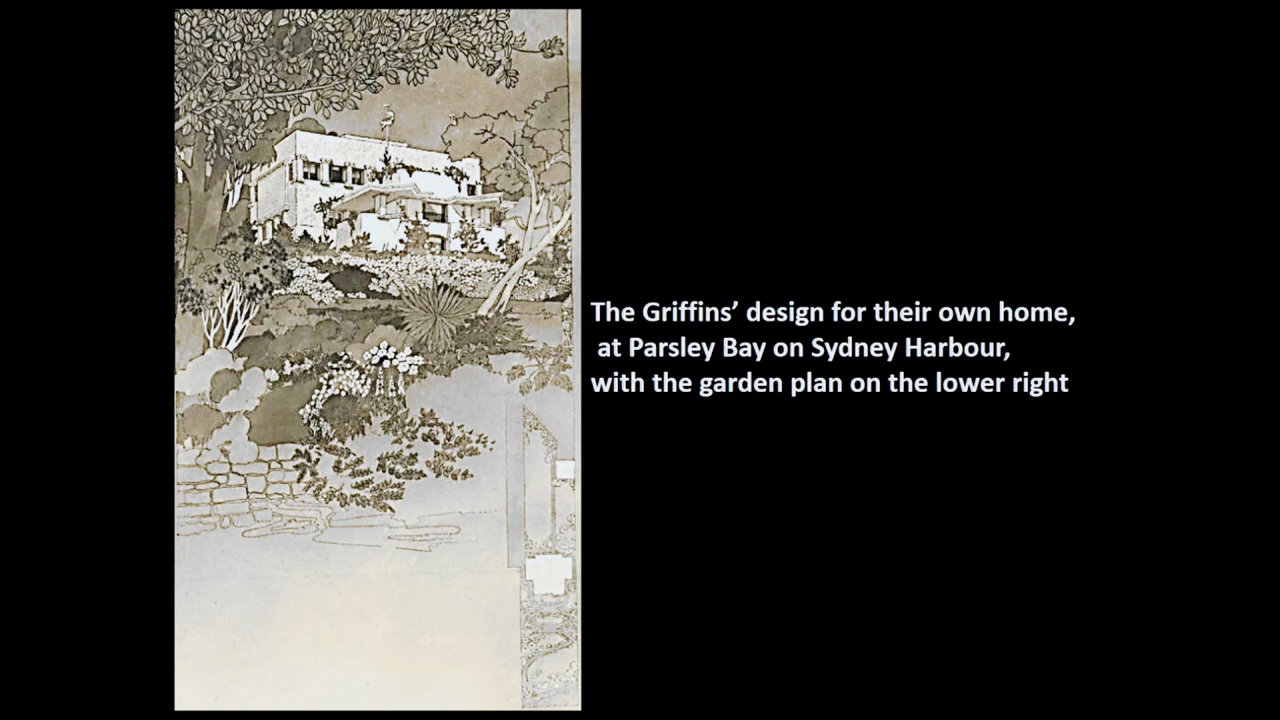 The Griffins’ design for their own home,
at Parsley Bay on Sydney Harbour,
with the garden plan on the lower right